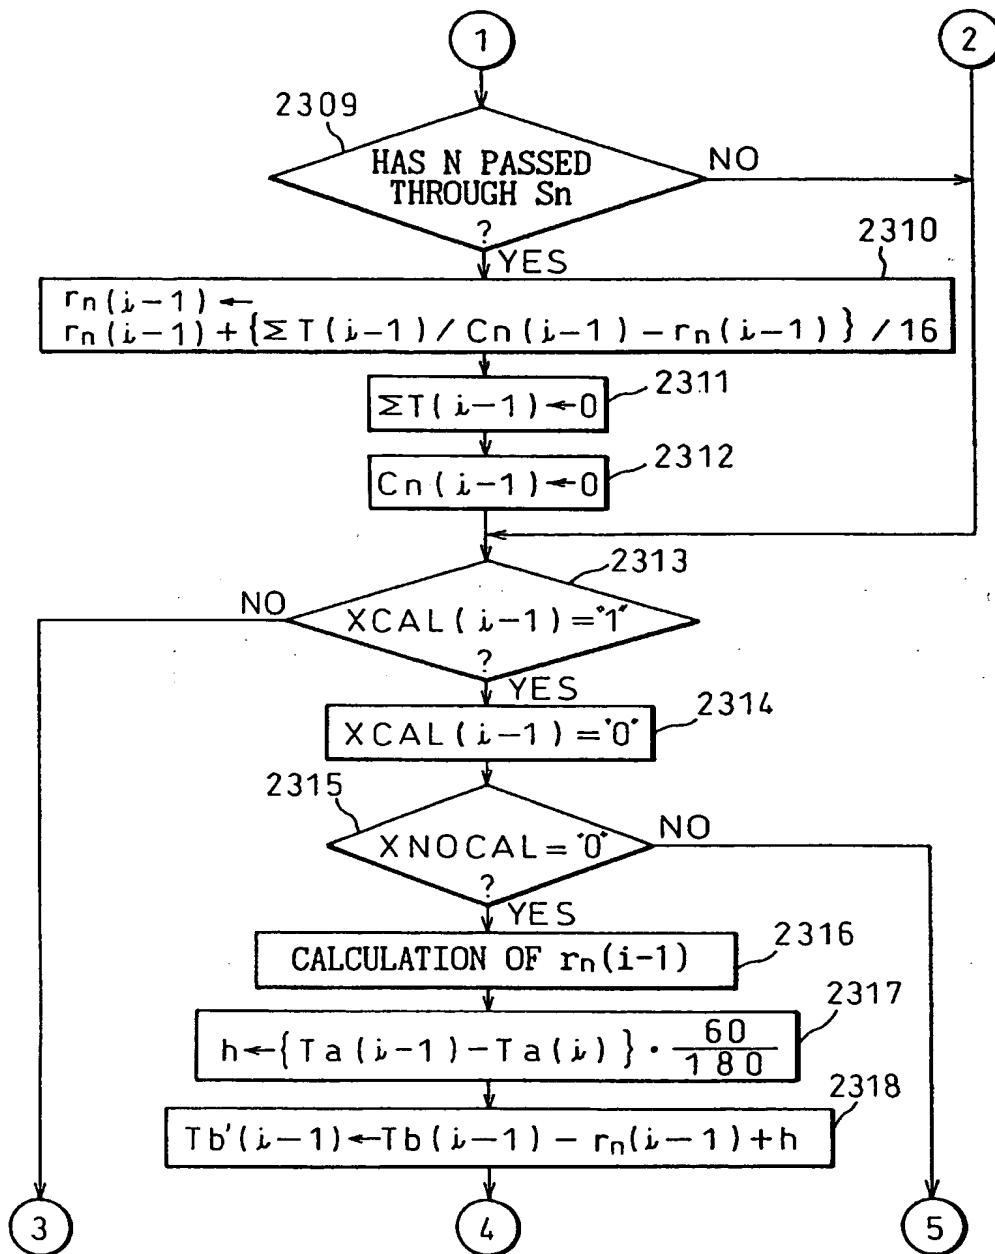 1
2
2309
HAS N PASSED
THROUGH Sn
?
NO
YES
2310
rn(i-1) ←
rn(i-1) + {ΣT(i-1) / Cn(i-1) - rn(i-1)} / 16
2311
ΣT(i-1) ← 0
2312
Cn(i-1) ← 0
2313
NO
XCAL(i-1) = "1"
?
YES
2314
XCAL(i-1) = "0"
2315
XNOCAL = "0"
?
NO
YES
CALCULATION OF rn(i-1)
2316
2317
h ← {Ta(i-1) - Ta(i)} · 60/180
2318
Tb'(i-1) ← Tb(i-1) - rn(i-1) + h
3
4
5